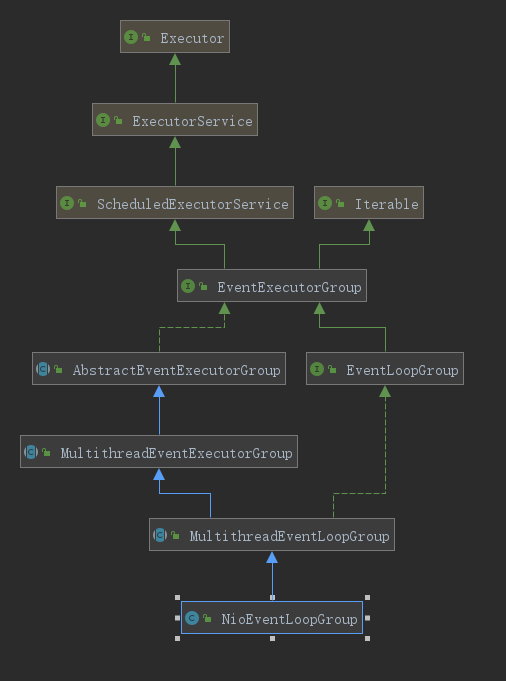 Executor
ExecutorService
ScheduledExecutorService
Iterable
EventExecutorGroup
AbstractEventExecutorGroup
EventLoopGroup
MultithreadEventExecutorGroup
MultithreadEventLoopGroup
NioEventLoopGroup